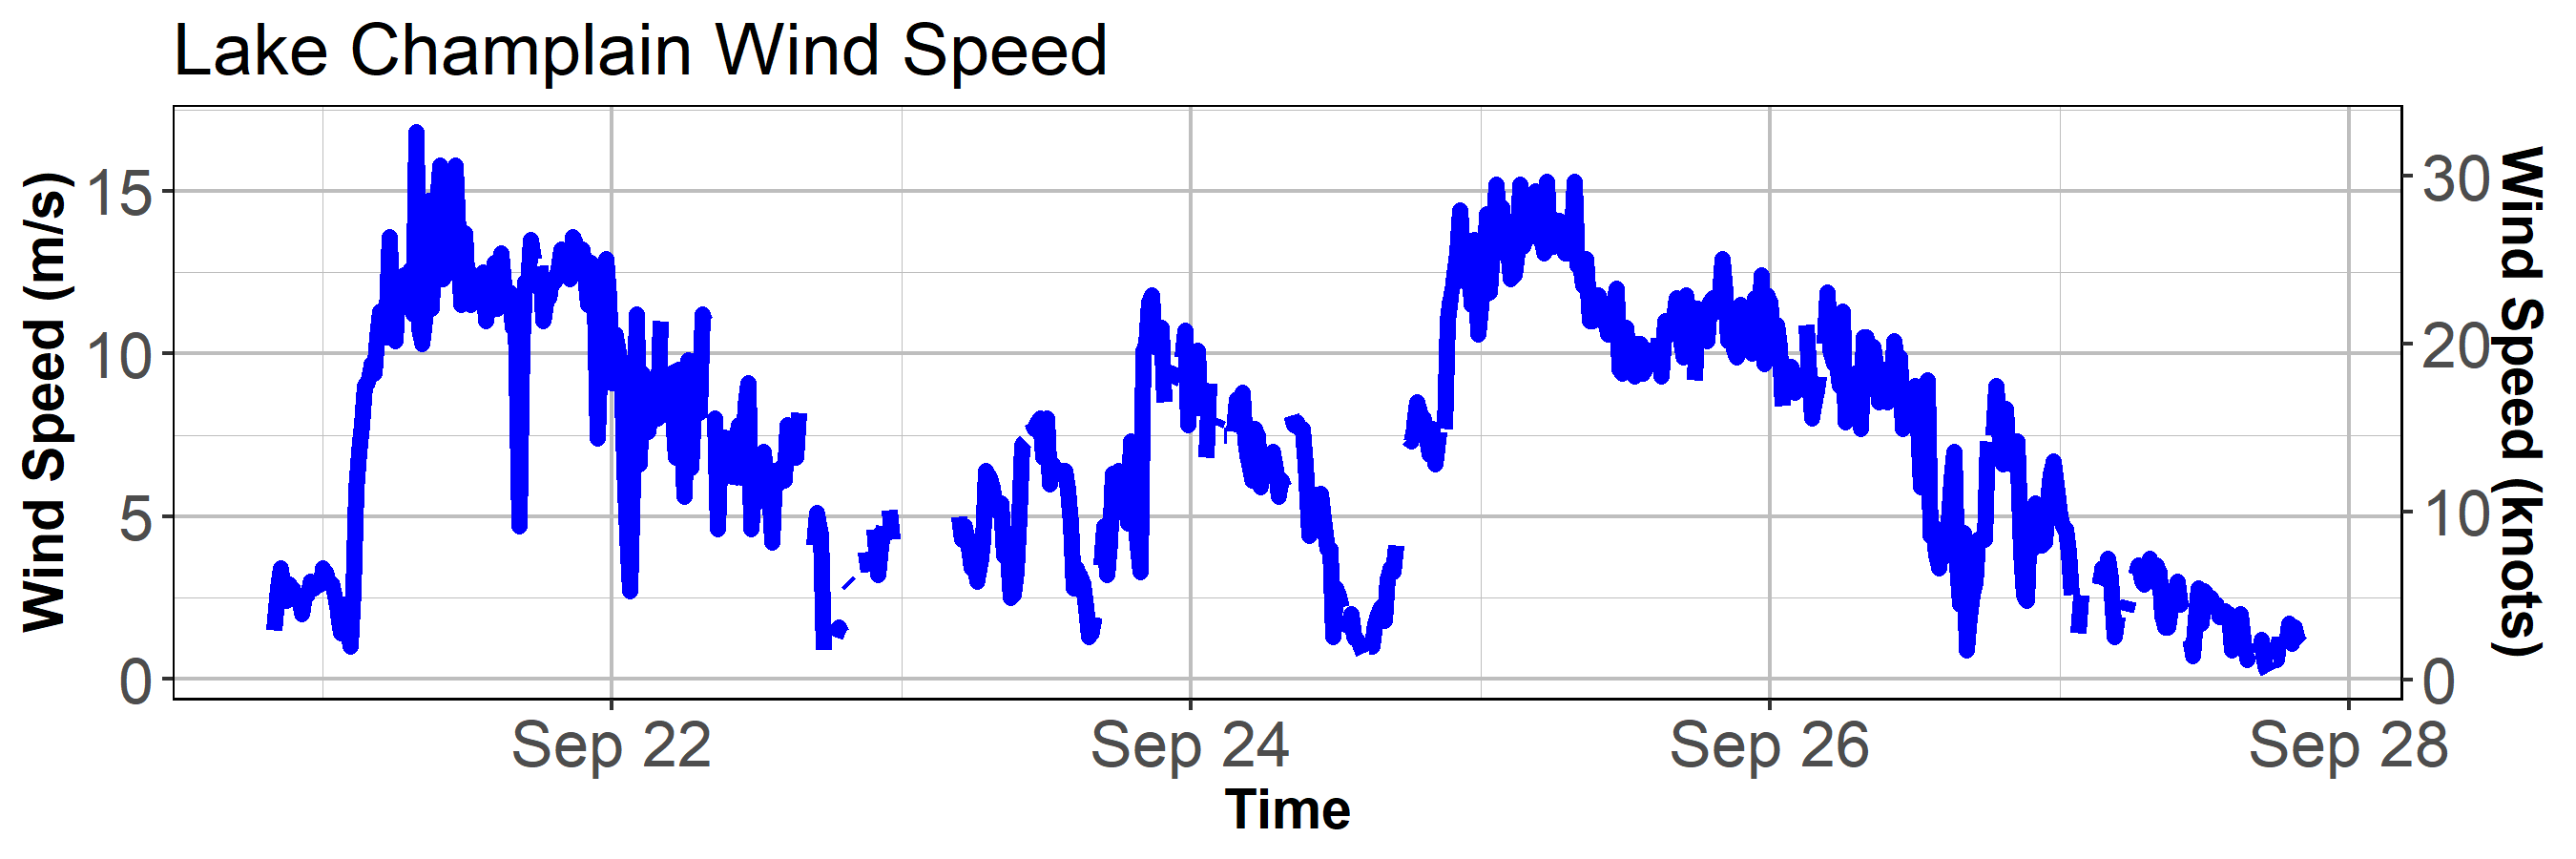 Lake Champlain Wind Speed
Wind Speed (m/s)
15
10
5
0
30
20
10
0
Wind Speed (knots)
Sep 22
Sep 24
Sep 26
Sep 28
Time